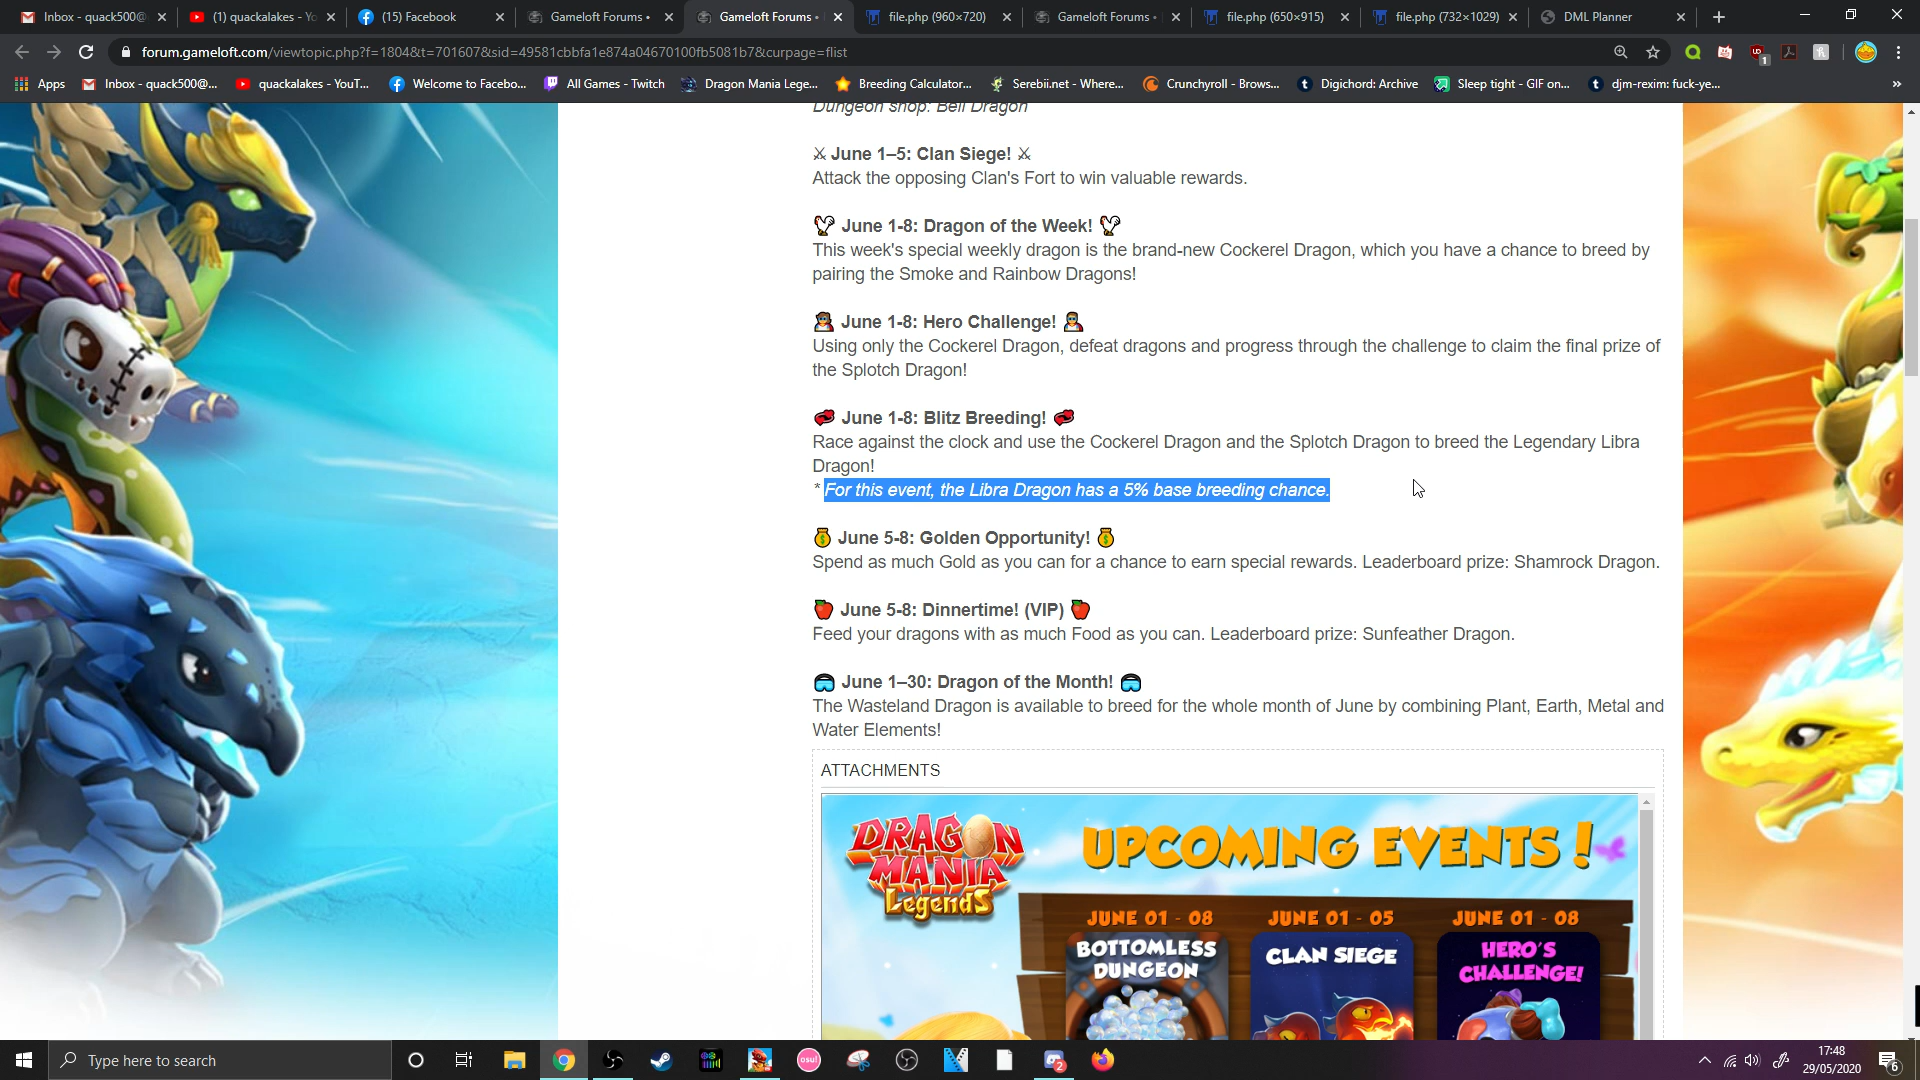 Inbox - quack500@
(1) quackalakes - Yo
(15) Facebook
Gameloft Forums •
Gameloft Forums •
file.php (960×720)
Gameloft Forums •
file.php (650×915)
file.php (732×1029)
DML Planner
forum.gameloft.com/viewtopic.php?f=1804&t=701607&sid=49581cbbfa1e874a04670100fb5081b7&curpage=flist
Apps
Inbox - quack500@...
quackalakes - YouT...
Welcome to Facebo...
All Games - Twitch
Dragon Mania Lege...
Breeding Calculator...
Serebii.net - Where...
Crunchyroll - Brows...
Digichord: Archive
Sleep tight - GIF on...
djm-rexim: fuck-ye...
»
Dungeon shop: Bell Dragon
⚔ June 1–5: Clan Siege! ⚔
Attack the opposing Clan's Fort to win valuable rewards.
June 1-8: Dragon of the Week!
This week's special weekly dragon is the brand-new Cockerel Dragon, which you have a chance to breed by
pairing the Smoke and Rainbow Dragons!
June 1-8: Hero Challenge!
Using only the Cockerel Dragon, defeat dragons and progress through the challenge to claim the final prize of
the Splotch Dragon!
June 1-8: Blitz Breeding!
Race against the clock and use the Cockerel Dragon and the Splotch Dragon to breed the Legendary Libra
Dragon!
* For this event, the Libra Dragon has a 5% base breeding chance.
June 5-8: Golden Opportunity!
Spend as much Gold as you can for a chance to earn special rewards. Leaderboard prize: Shamrock Dragon.
June 5-8: Dinnertime! (VIP)
Feed your dragons with as much Food as you can. Leaderboard prize: Sunfeather Dragon.
June 1–30: Dragon of the Month!
The Wasteland Dragon is available to breed for the whole month of June by combining Plant, Earth, Metal and
Water Elements!
ATTACHMENTS
DRAGON
MANIA
Legends
UPCOMING EVENTS!
JUNE 01 - 08
JUNE 01 - 05
JUNE 01 - 08
BOTTOMLESS
DUNGEON
CLAN SIEGE
HERO'S
CHALLENGE!
Type here to search
osu!
2
17:48
29/05/2020
6